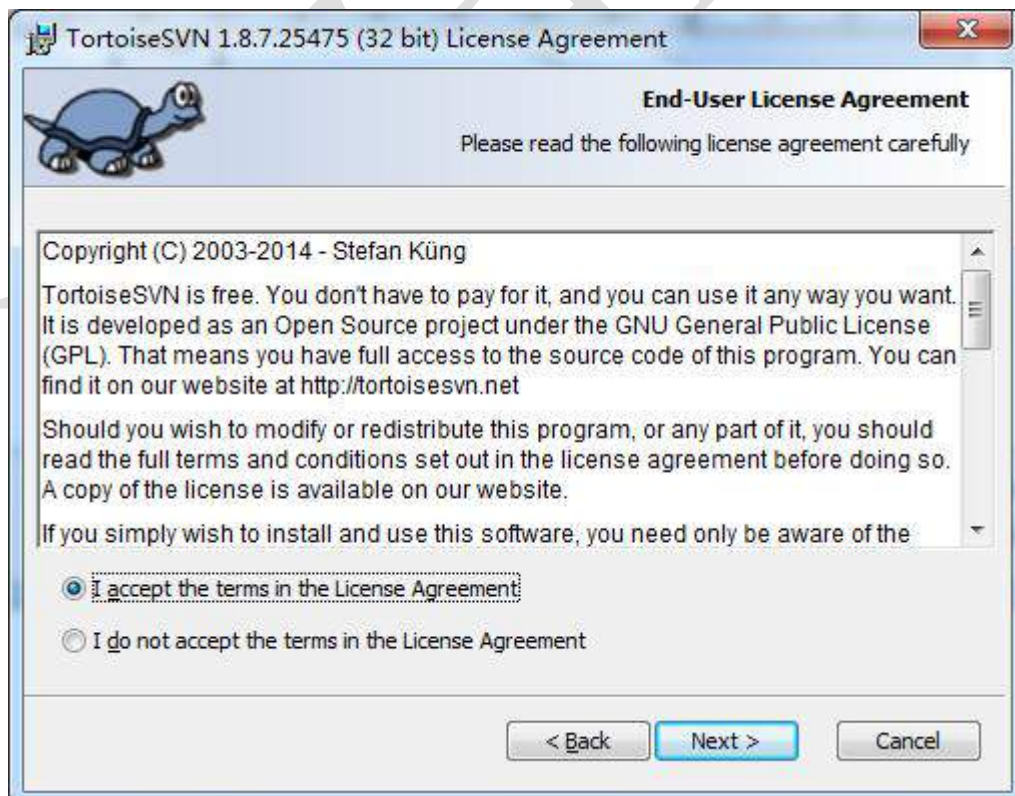 TortoiseSVN 1.8.7.25475 (32 bit) License Agreement
End-User License Agreement
Please read the following license agreement carefully
Copyright (C) 2003-2014 - Stefan Küng
TortoiseSVN is free. You don't have to pay for it, and you can use it any way you want.
It is developed as an Open Source project under the GNU General Public License
(GPL). That means you have full access to the source code of this program. You can
find it on our website at http://tortoisesvn.net
Should you wish to modify or redistribute this program, or any part of it, you should
read the full terms and conditions set out in the license agreement before doing so.
A copy of the license is available on our website.
If you simply wish to install and use this software, you need only be aware of the
I accept the terms in the License Agreement
I do not accept the terms in the License Agreement
< Back Next > Cancel